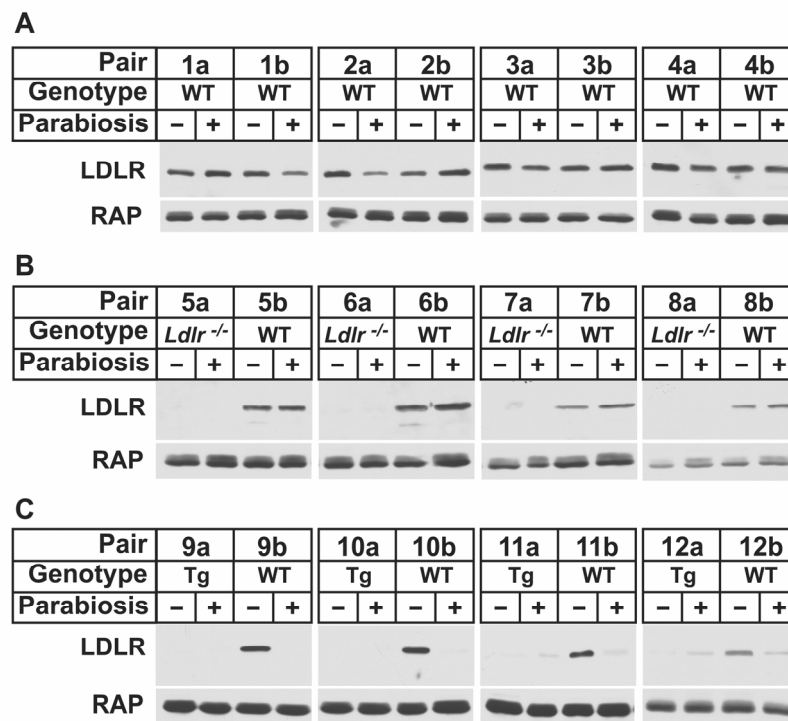 A
Pair 1a 1b 2a 2b 3a 3b 4a 4b
Genotype WT WT WT WT WT WT WT WT
Parabiosis – + – + – + – + – + – + – + – +
LDLR
RAP
B
Pair 5a 5b 6a 6b 7a 7b 8a 8b
Genotype Ldlr -/- WT Ldlr -/- WT Ldlr -/- WT Ldlr -/- WT
Parabiosis – + – + – + – + – + – + – + – +
LDLR
RAP
C
Pair 9a 9b 10a 10b 11a 11b 12a 12b
Genotype Tg WT Tg WT Tg WT Tg WT
Parabiosis – + – + – + – + – + – + – + – +
LDLR
RAP